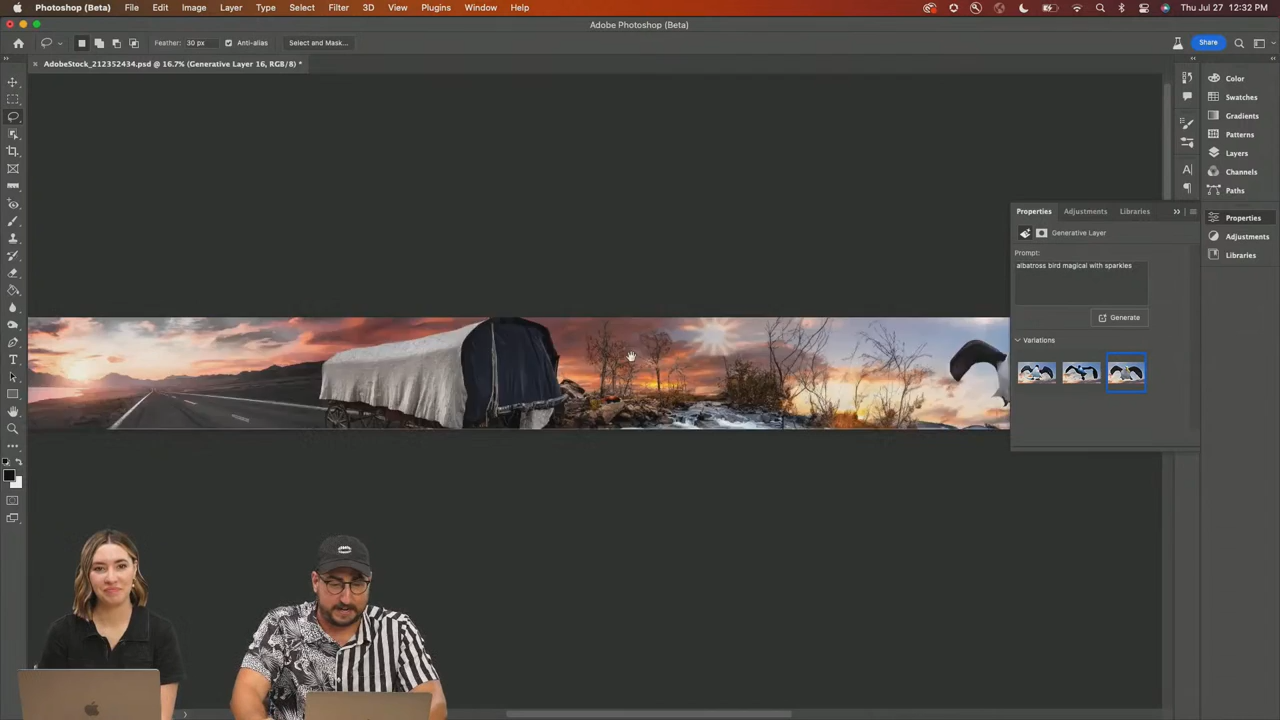 Photoshop (Beta) File Edit Image Layer Type Select Filter 3D View Plugins Window Help Thu Jul 27 12:32 PM
Adobe Photoshop (Beta)
Feather: 30 px Anti-alias Select and Mask... Share
AdobeStock_212352434.psd @ 16.7% (Generative Layer 16, RGB/8) *
Color
Swatches
Gradients
Patterns
Layers
Channels
Paths
Properties Adjustments Libraries
Properties
Generative Layer
Adjustments
Prompt:
Libraries
albatross bird magical with sparkles
Generate
Variations